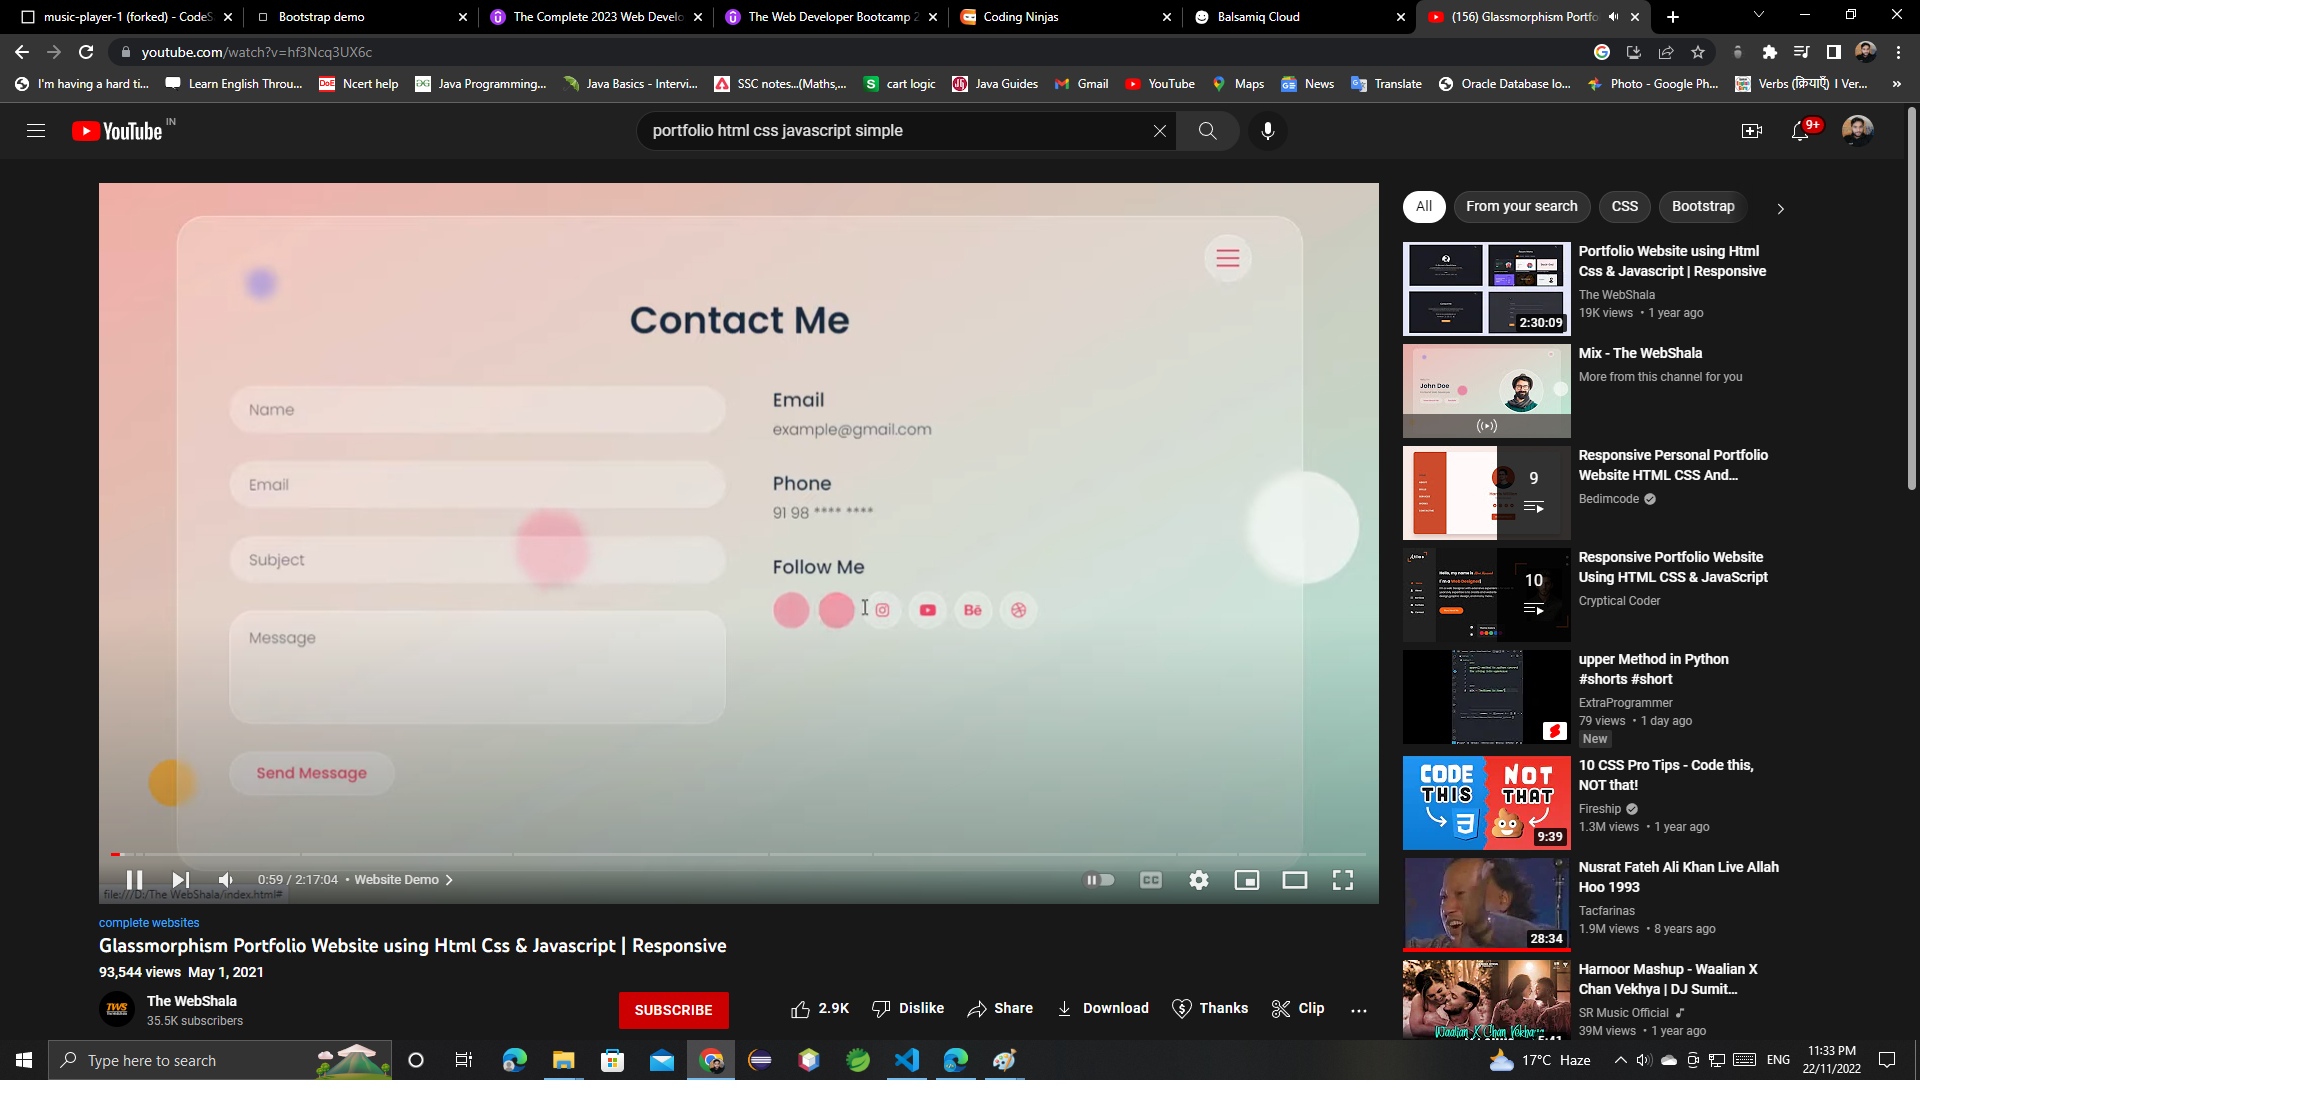 music-player-1 (forked) - CodeS
Bootstrap demo
The Complete 2023 Web Develo
The Web Developer Bootcamp 2
Coding Ninjas
Balsamiq Cloud
(156) Glassmorphism Portfo
youtube.com/watch?v=hf3Ncq3UX6c
I'm having a hard ti...
Learn English Throu...
DoE Ncert help
Java Programming...
Java Basics - Intervi...
SSC notes...(Maths,...
S cart logic
Java Guides
Gmail
YouTube
Maps
News
Translate
Oracle Database lo...
Photo - Google Ph...
Verbs (क्रियाएँ) I Ver...
YouTube IN
portfolio html css javascript simple
9+
Contact Me
Name
Email
Subject
Message
Send Message
Email
example@gmail.com
Phone
91 98 **** ****
Follow Me
Bē
0:59 / 2:17:04 • Website Demo
CC
file:///D:/The WebShala/index.html#
complete websites
Glassmorphism Portfolio Website using Html Css & Javascript | Responsive
93,544 views May 1, 2021
TWS
The WebShala
35.5K subscribers
SUBSCRIBE
2.9K
Dislike
Share
Download
Thanks
Clip
All
From your search
CSS
Bootstrap
2:30:09
Portfolio Website using Html
Css & Javascript | Responsive
The WebShala
19K views • 1 year ago
John Doe
Mix - The WebShala
More from this channel for you
9
Responsive Personal Portfolio
Website HTML CSS And...
Bedimcode
10
Responsive Portfolio Website
Using HTML CSS & JavaScript
Cryptical Coder
upper Method in Python
#shorts #short
ExtraProgrammer
79 views • 1 day ago
New
CODE THIS
NOT THAT
9:39
10 CSS Pro Tips - Code this,
NOT that!
Fireship
1.3M views • 1 year ago
28:34
Nusrat Fateh Ali Khan Live Allah
Hoo 1993
Tacfarinas
1.9M views • 8 years ago
Waalian X Chan Vekhya
5:41
Harnoor Mashup - Waalian X
Chan Vekhya | DJ Sumit...
SR Music Official
39M views • 1 year ago
Type here to search
17°C Haze
ENG
11:33 PM
22/11/2022